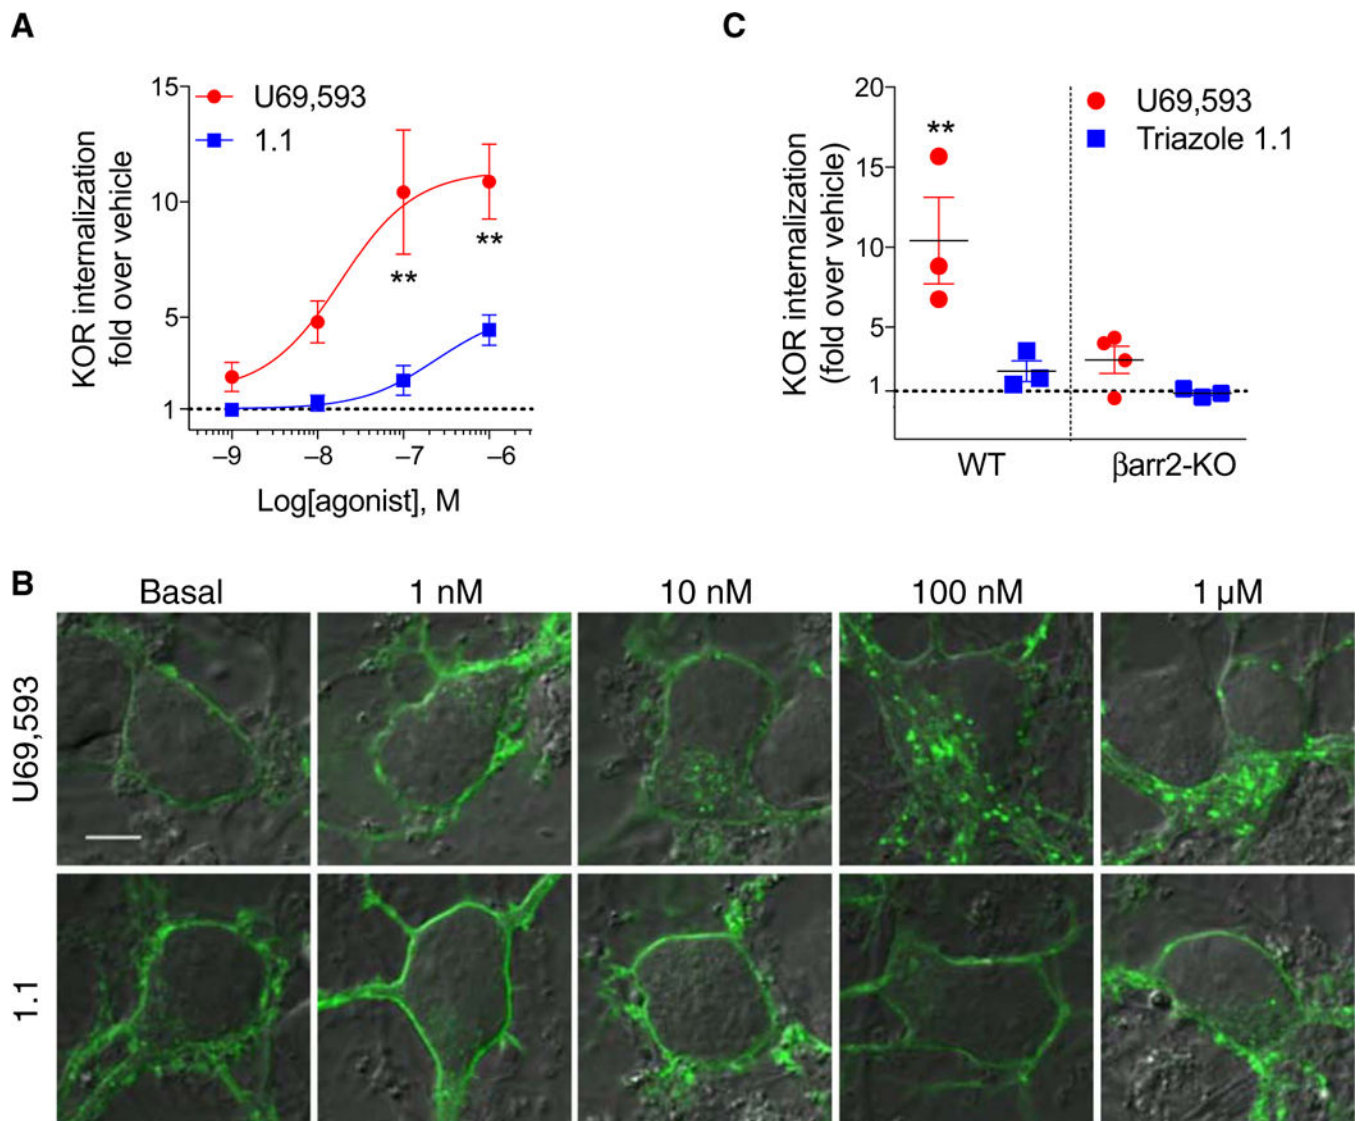 A
KOR internalization
fold over vehicle
15
10
5
1
U69,593
1.1
**
**
–9
–8
–7
–6
Log[agonist], M
C
KOR internalization
(fold over vehicle)
20
15
10
5
1
**
U69,593
Triazole 1.1
WT
βarr2-KO
B
Basal
1 nM
10 nM
100 nM
1 µM
U69,593
1.1